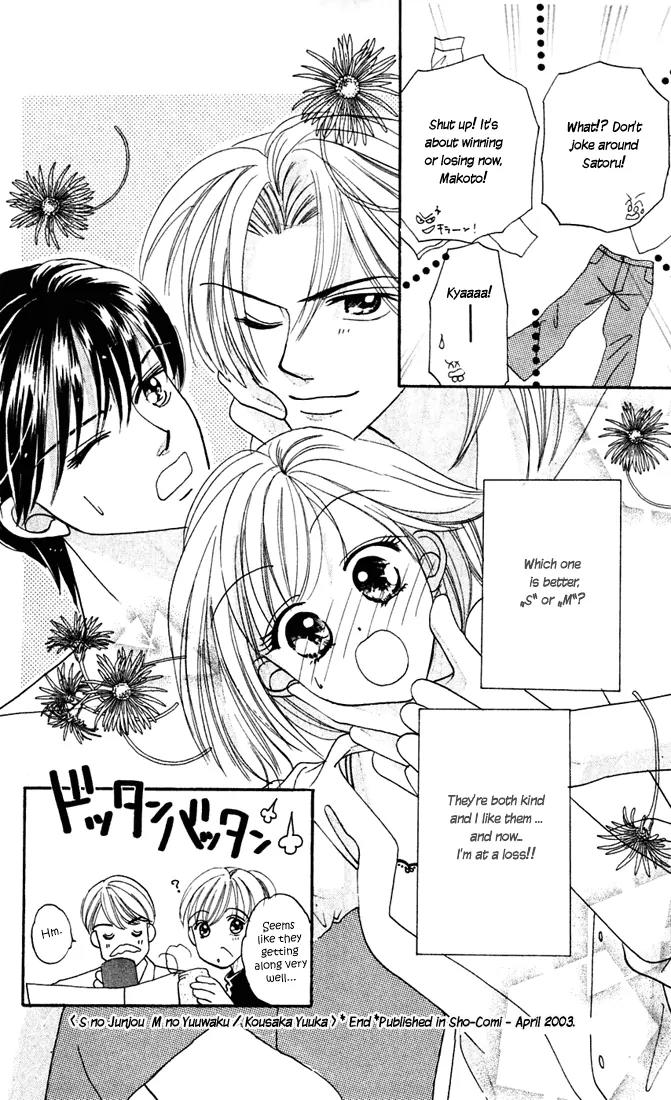 What!? Don't
joke around
Satoru!
Shut up! It's
about winning
or losing now,
Makoto!
キラーン!
Kyaaaa!
Which one
is better,
„S" or „M"?
They're both kind
and I like them ...
and now...
I'm at a loss!!
ドッタンバッタン
?
Seems
like they
getting
along very
well...
Hm.
< S no Junjou M no Yuuwaku / Kousaka Yuuka >* End *Published in Sho-Comi - April 2003.